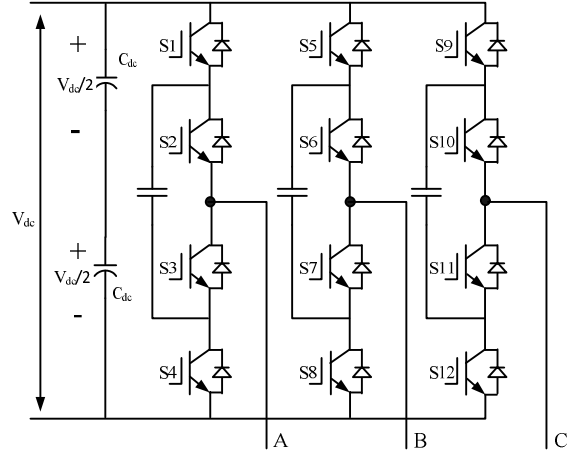 S1 S5 S9
+
Cdc
Vdc/2
-
S2 S6 S10
Vdc
+
Vdc/2
Cdc
-
S3 S7 S11
S4 S8 S12
A B C